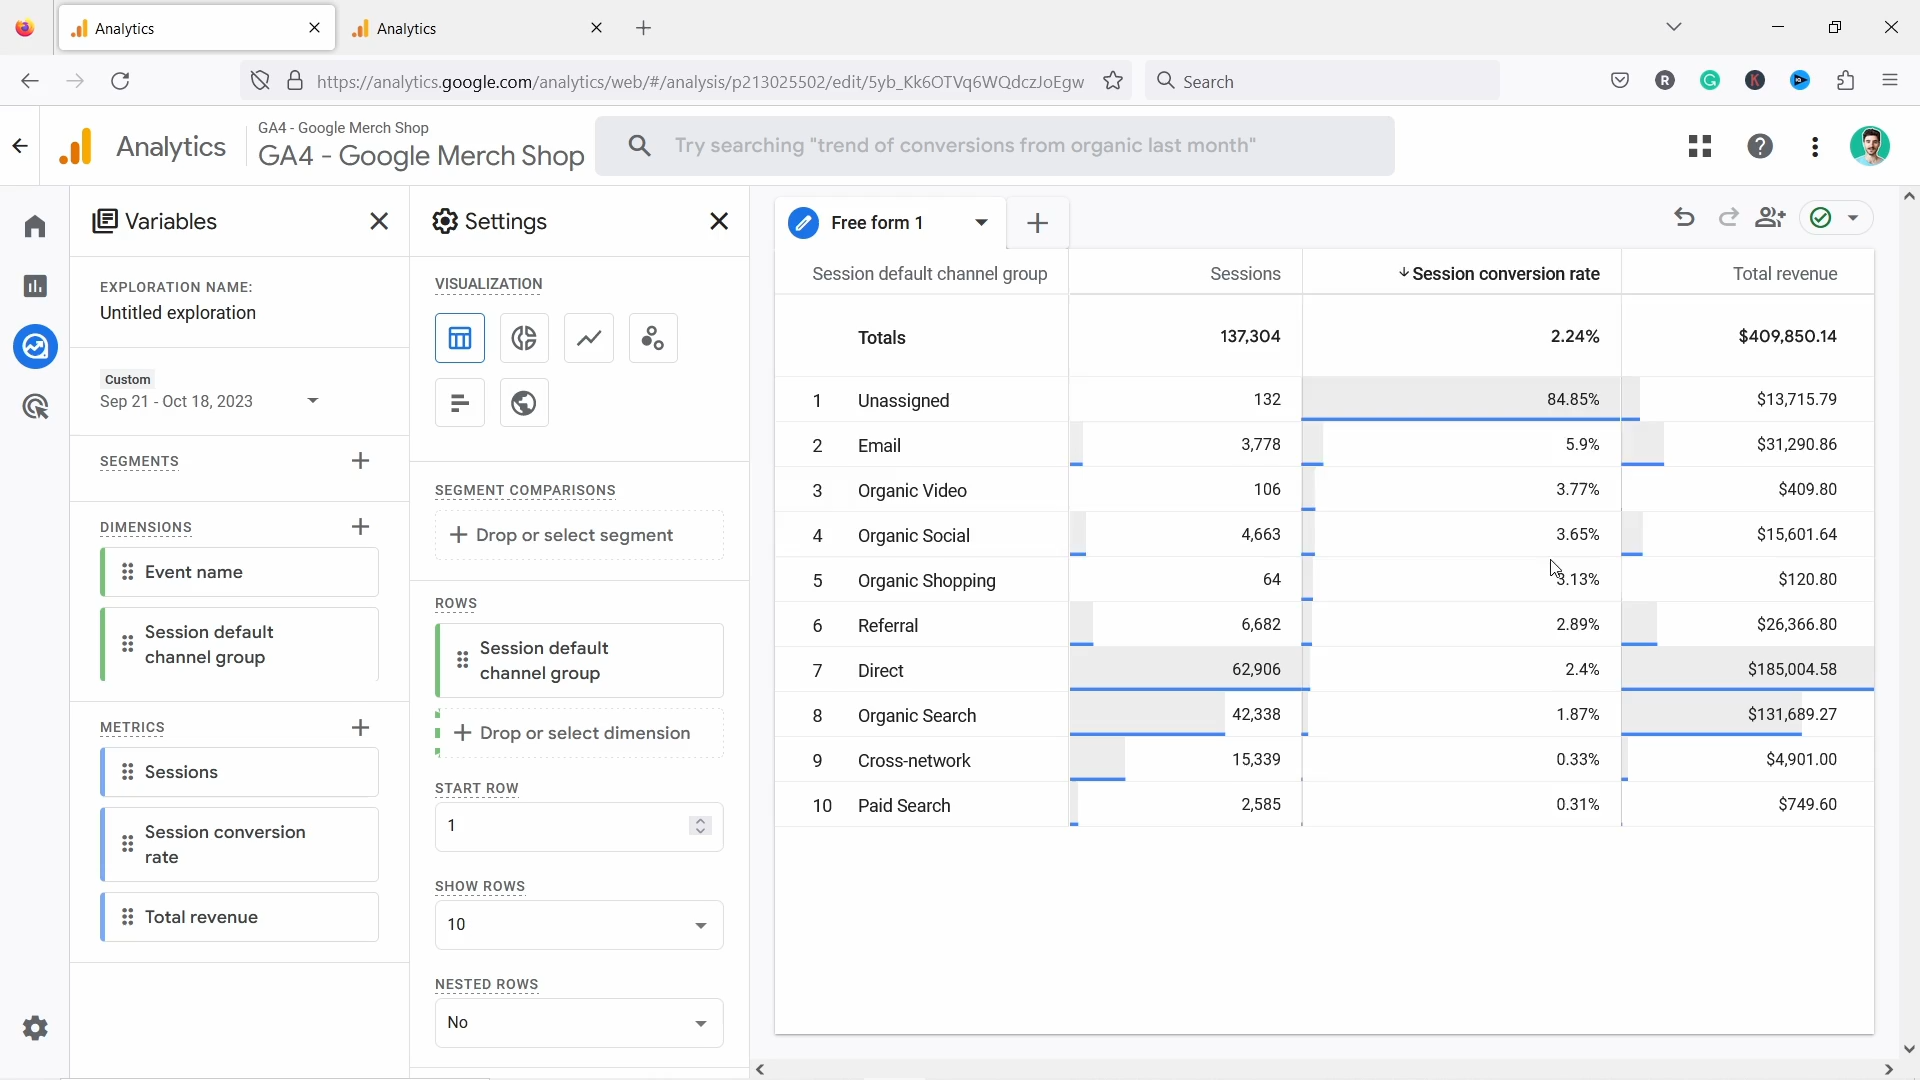 Analytics
Analytics
https://analytics.google.com/analytics/web/#/analysis/p213025502/edit/5yb_Kk6OTVq6WQdczJoEgw
Search
R
G
K
Analytics
GA4 - Google Merch Shop
GA4 - Google Merch Shop
Try searching "trend of conversions from organic last month"
Variables
EXPLORATION NAME:
Untitled exploration
Custom
Sep 21 - Oct 18, 2023
SEGMENTS
DIMENSIONS
Event name
Session default
channel group
METRICS
Sessions
Session conversion
rate
Total revenue
Settings
VISUALIZATION
SEGMENT COMPARISONS
Drop or select segment
ROWS
Session default
channel group
Drop or select dimension
START ROW
1
SHOW ROWS
10
NESTED ROWS
No
Free form 1
Session default channel group Sessions Session conversion rate Total revenue
Totals 137,304 2.24% $409,850.14
1 Unassigned 132 84.85% $13,715.79
2 Email 3,778 5.9% $31,290.86
3 Organic Video 106 3.77% $409.80
4 Organic Social 4,663 3.65% $15,601.64
5 Organic Shopping 64 3.13% $120.80
6 Referral 6,682 2.89% $26,366.80
7 Direct 62,906 2.4% $185,004.58
8 Organic Search 42,338 1.87% $131,689.27
9 Cross-network 15,339 0.33% $4,901.00
10 Paid Search 2,585 0.31% $749.60